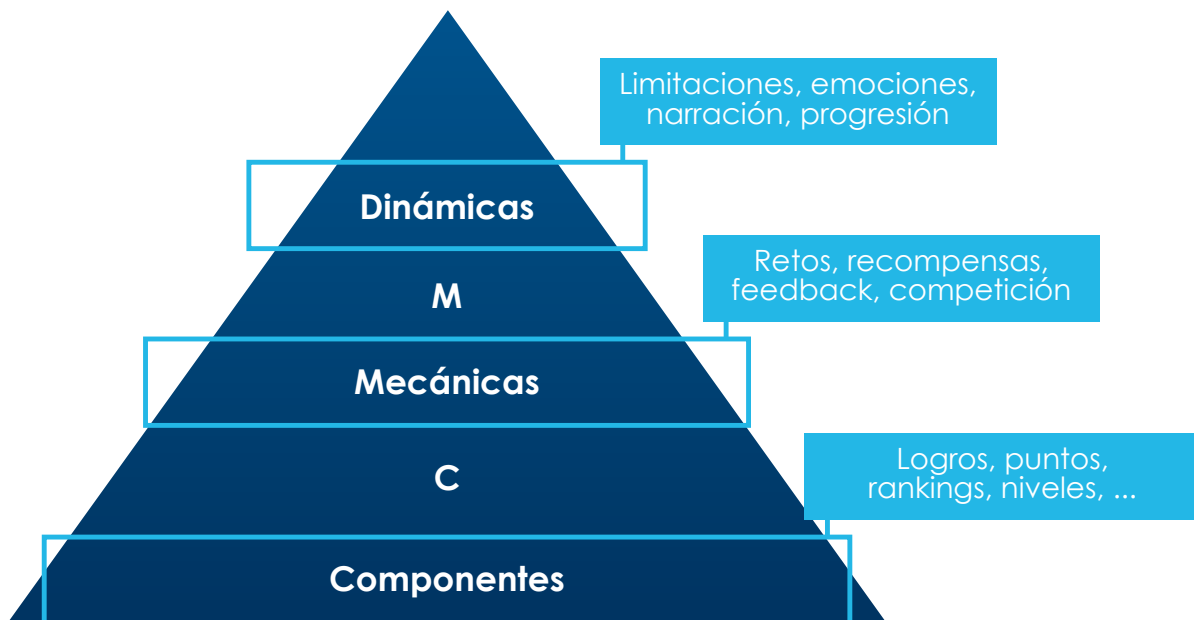 Limitaciones, emociones,
narración, progresión
Dinámicas
Retos, recompensas,
feedback, competición
M
Mecánicas
Logros, puntos,
rankings, niveles, ...
C
Componentes